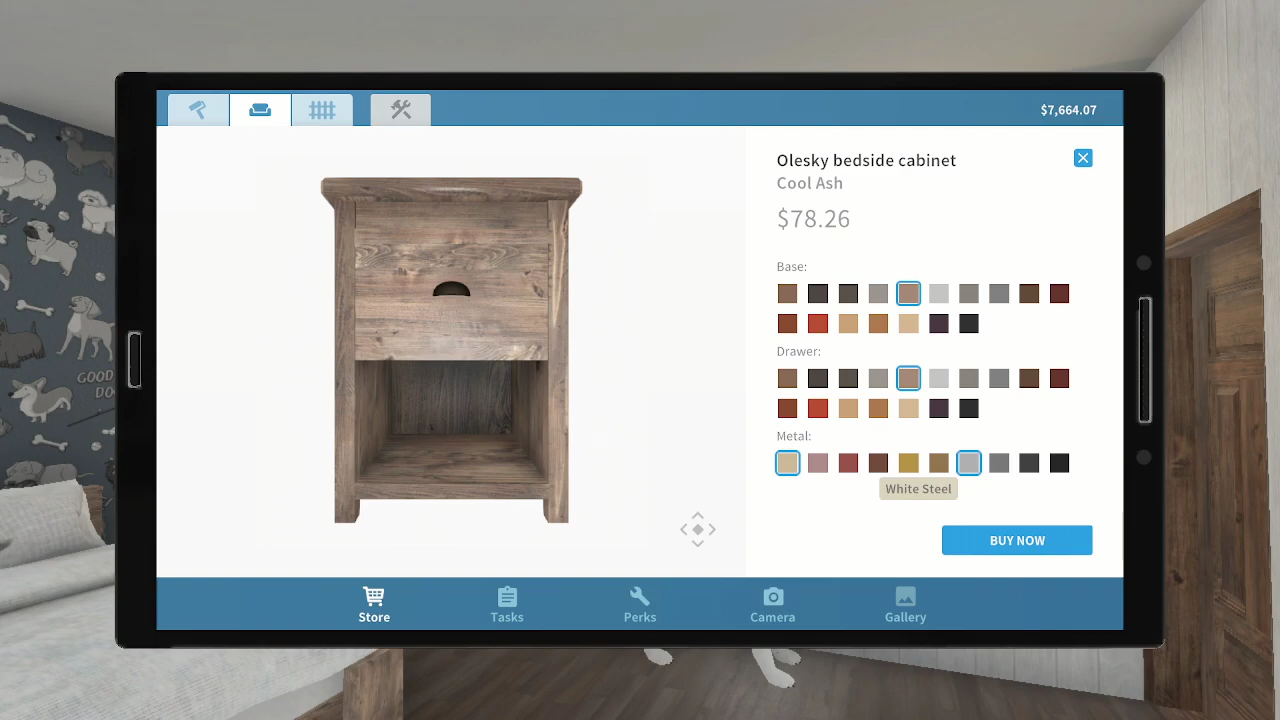 $7,664.07
Olesky bedside cabinet
Cool Ash
$78.26
Base:
Drawer:
Metal:
White Steel
BUY NOW
Store
Tasks
Perks
Camera
Gallery
GOOD